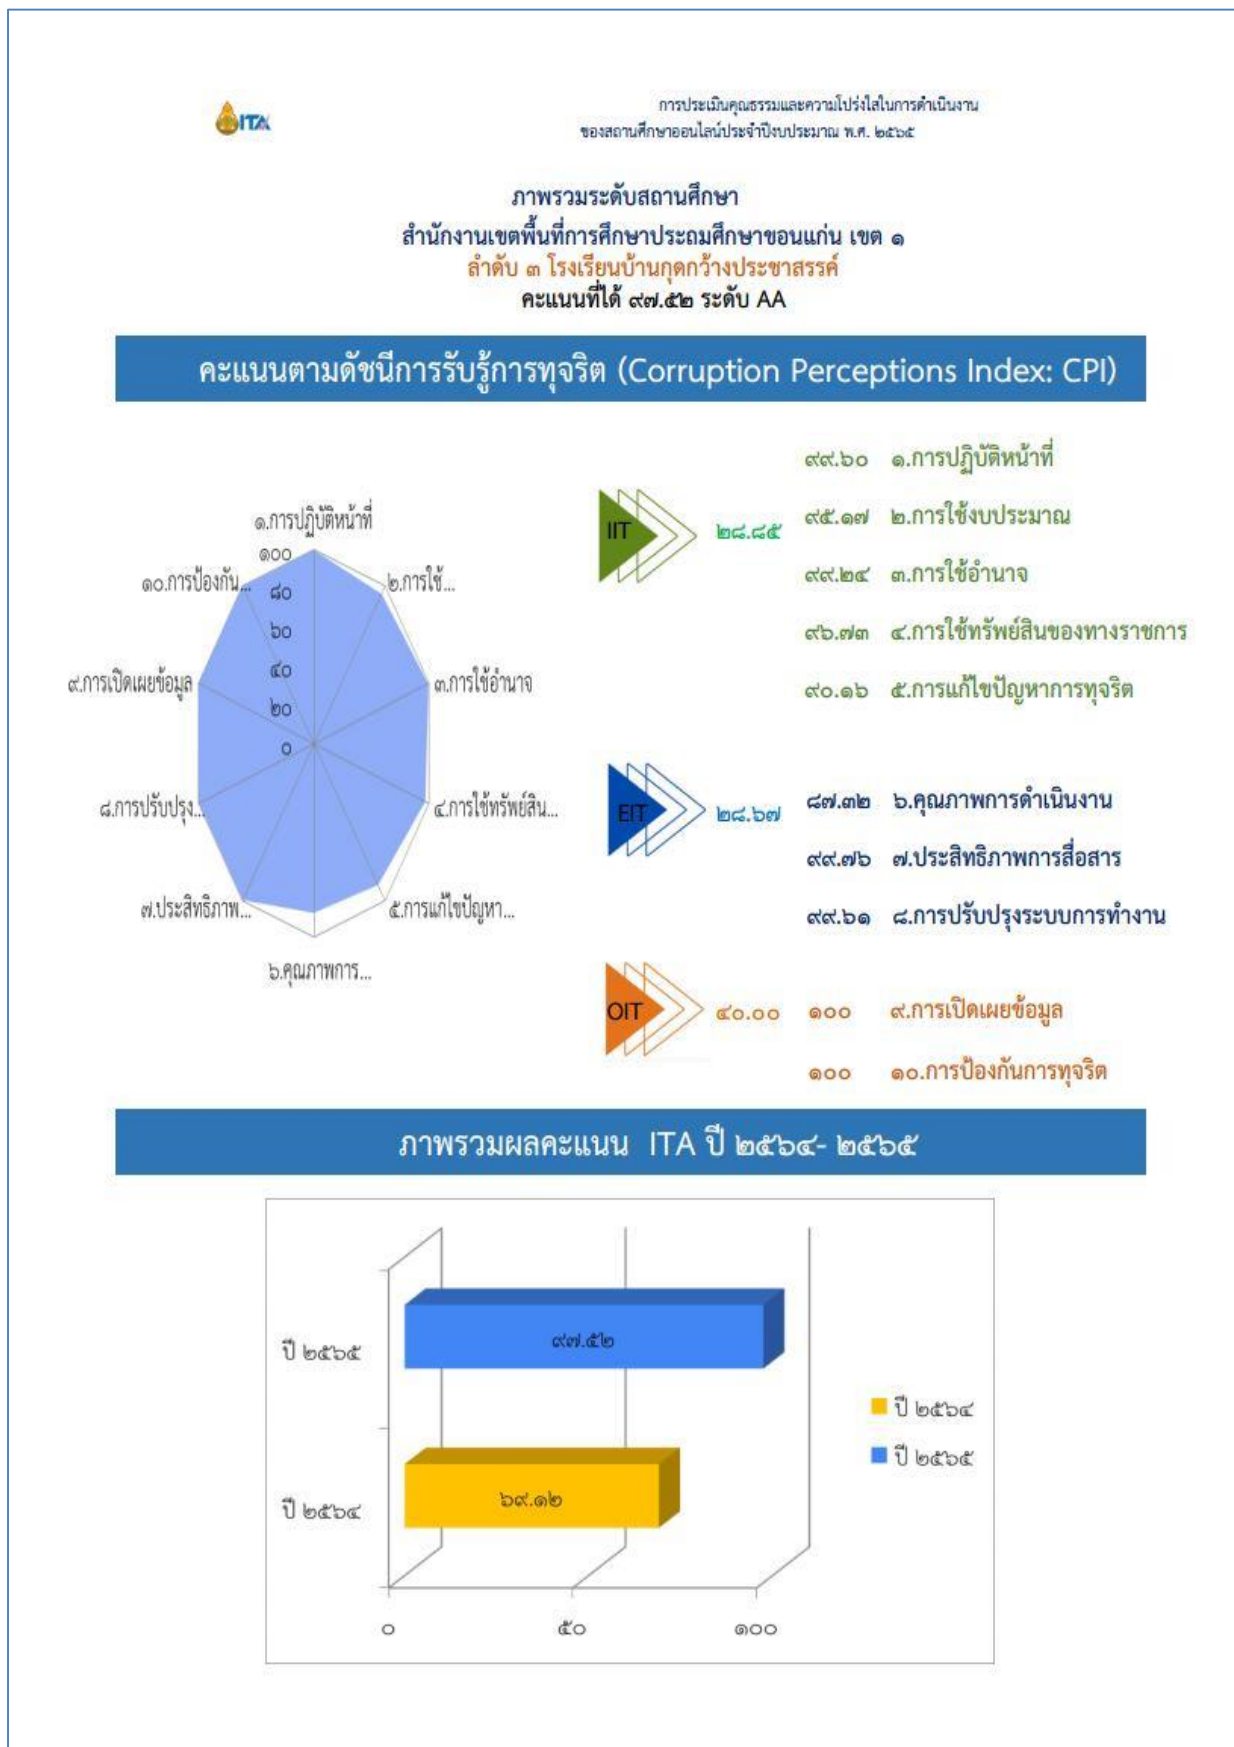 ITA
การประเมินคุณธรรมและความโปร่งใสในการดำเนินงาน
ของสถานศึกษาออนไลน์ประจำปีงบประมาณ พ.ศ. ๒๕๖๕
ภาพรวมระดับสถานศึกษา
สำนักงานเขตพื้นที่การศึกษาประถมศึกษาขอนแก่น เขต ๑
ลำดับ ๓ โรงเรียนบ้านกุดกว้างประชาสรรค์
คะแนนที่ได้ ๙๗.๕๒ ระดับ AA
คะแนนตามดัชนีการรับรู้การทุจริต (Corruption Perceptions Index: CPI)
๑.การปฏิบัติหน้าที่
๒.การใช้...
๓.การใช้อำนาจ
๔.การใช้ทรัพย์สิน...
๕.การแก้ไขปัญหา...
๖.คุณภาพการ...
๗.ประสิทธิภาพ...
๘.การปรับปรุง...
๙.การเปิดเผยข้อมูล
๑๐.การป้องกัน...
๑๐๐
๘๐
๖๐
๔๐
๒๐
๐
IIT ๒๘.๘๕
๙๙.๖๐ ๑.การปฏิบัติหน้าที่
๙๕.๑๗ ๒.การใช้งบประมาณ
๙๙.๒๔ ๓.การใช้อำนาจ
๙๖.๗๓ ๔.การใช้ทรัพย์สินของทางราชการ
๙๐.๑๖ ๕.การแก้ไขปัญหาการทุจริต
EIT ๒๘.๖๗
๘๗.๓๒ ๖.คุณภาพการดำเนินงาน
๙๙.๗๖ ๗.ประสิทธิภาพการสื่อสาร
๙๙.๖๑ ๘.การปรับปรุงระบบการทำงาน
OIT ๔๐.๐๐
๑๐๐ ๙.การเปิดเผยข้อมูล
๑๐๐ ๑๐.การป้องกันการทุจริต
ภาพรวมผลคะแนน ITA ปี ๒๕๖๔- ๒๕๖๕
ปี ๒๕๖๕
๙๗.๕๒
ปี ๒๕๖๔
๖๙.๑๒
๐ ๕๐ ๑๐๐
ปี ๒๕๖๔
ปี ๒๕๖๕